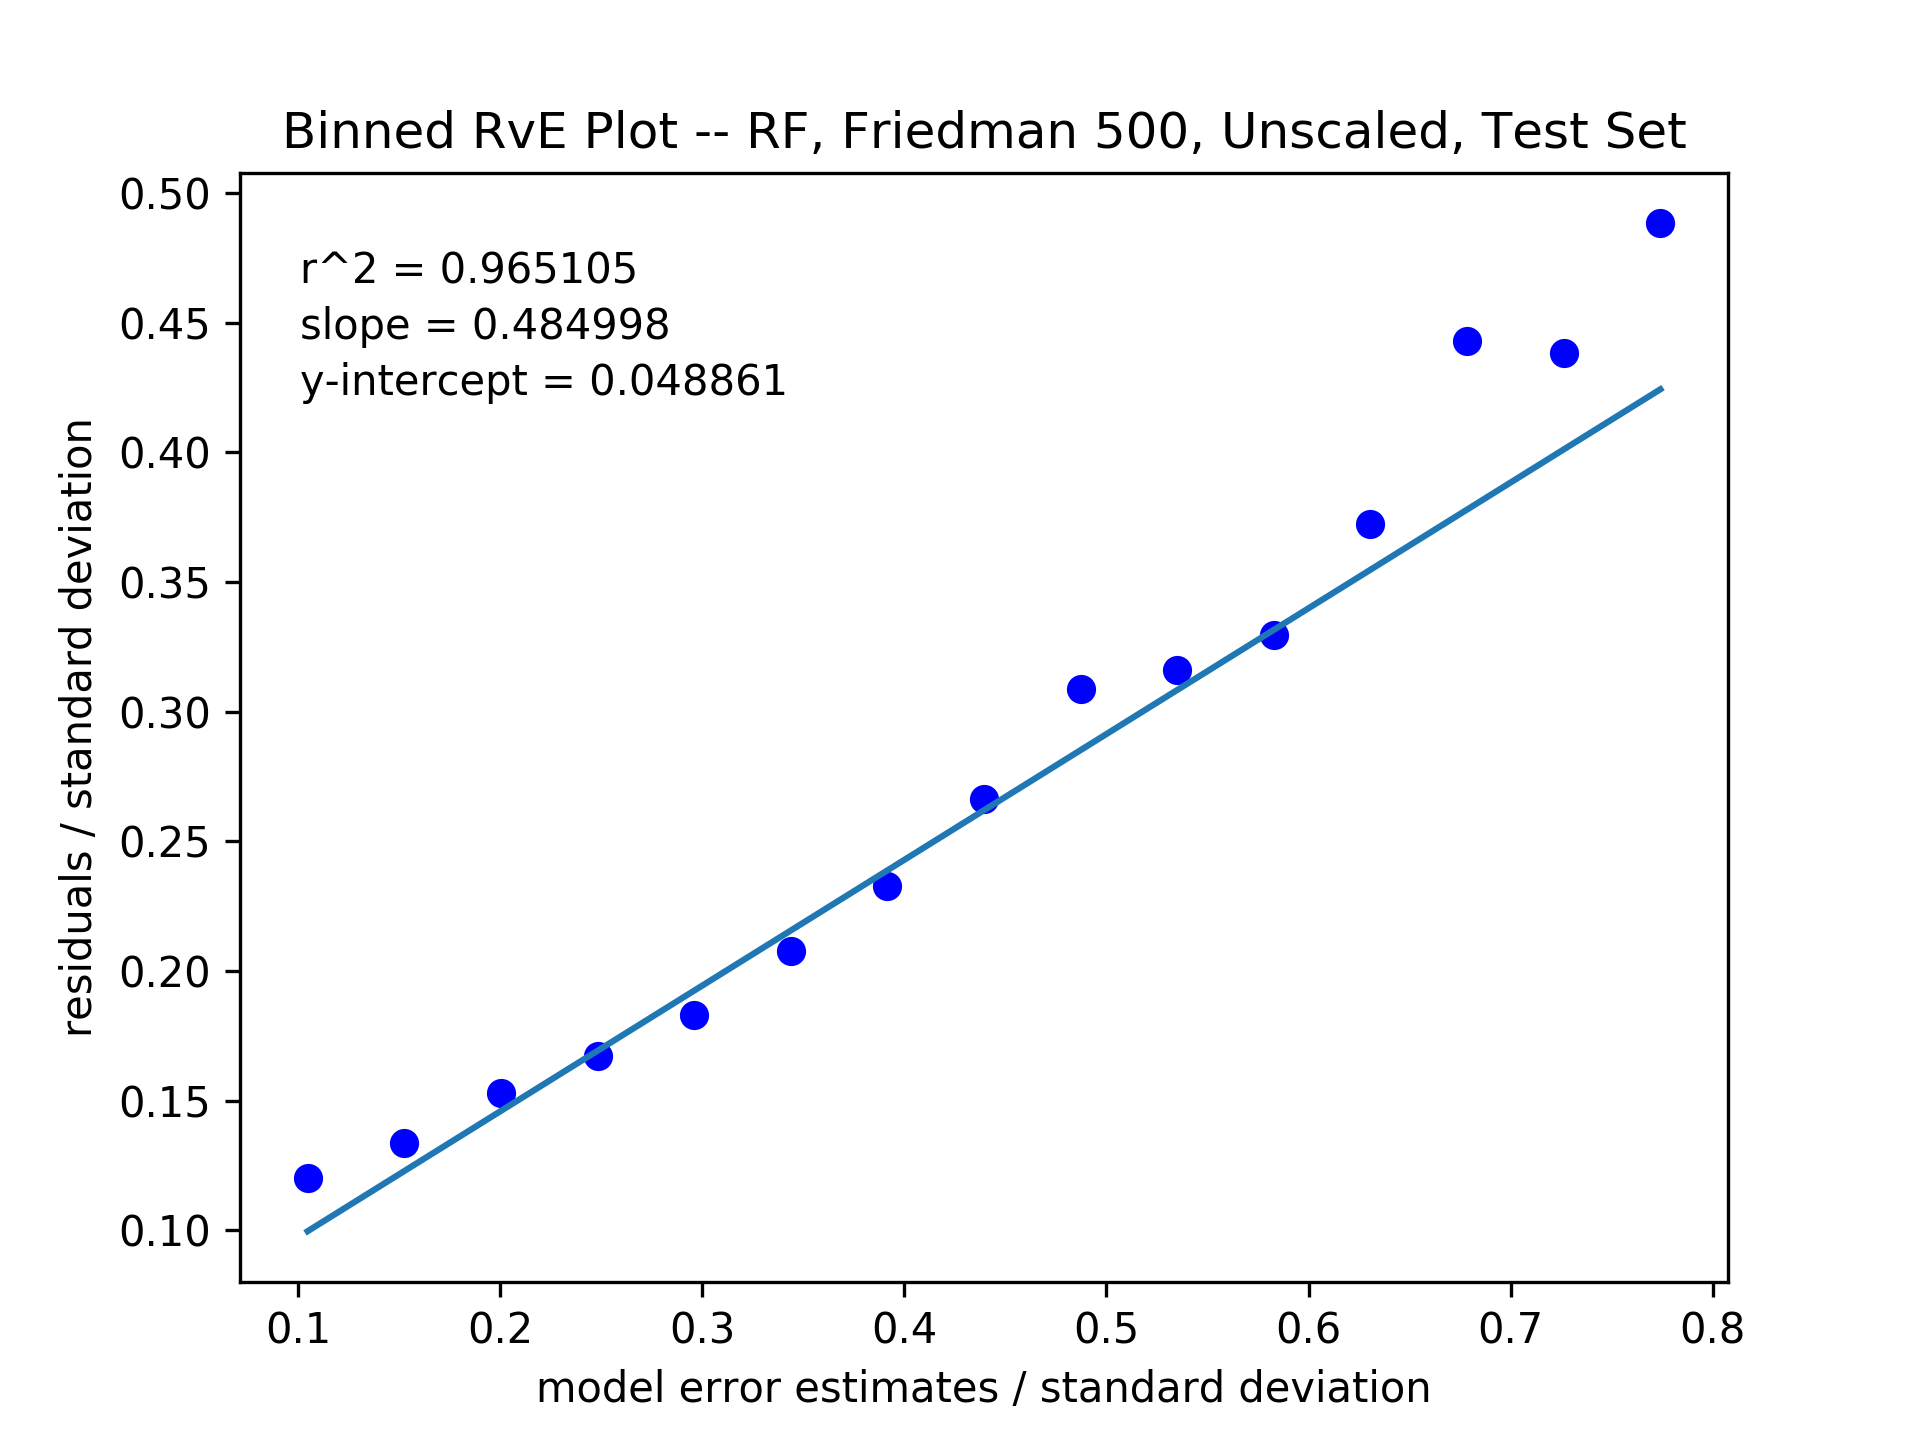 Binned RvE Plot -- RF, Friedman 500, Unscaled, Test Set
r^2 = 0.965105
slope = 0.484998
y-intercept = 0.048861
0.50
0.45
0.40
0.35
0.30
0.25
0.20
0.15
0.10
residuals / standard deviation
0.1 0.2 0.3 0.4 0.5 0.6 0.7 0.8
model error estimates / standard deviation